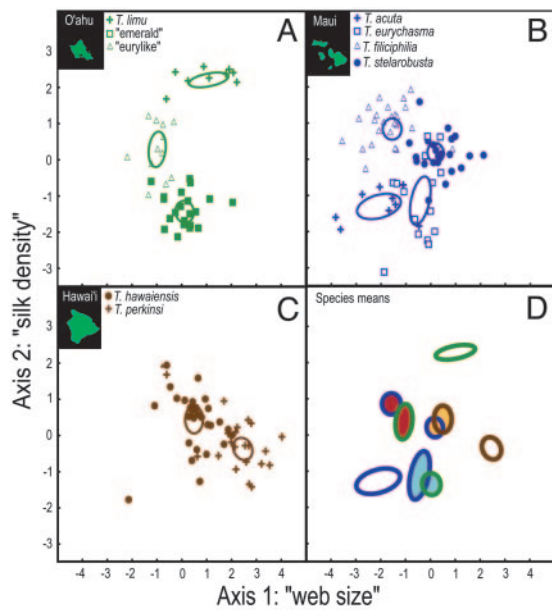 O'ahu
T. limu
"emerald"
"eurylike"
A
Maui
T. acuta
T. eurychasma
T. filiciphilia
T. stelarobusta
B
3
2
1
0
-1
-2
-3
Hawai'i
T. hawaiensis
T. perkinsi
C
Species means
D
3
2
1
0
-1
-2
-3
-4 -3 -2 -1 0 1 2 3 4
-4 -3 -2 -1 0 1 2 3 4 5
Axis 2: "silk density"
Axis 1: "web size"